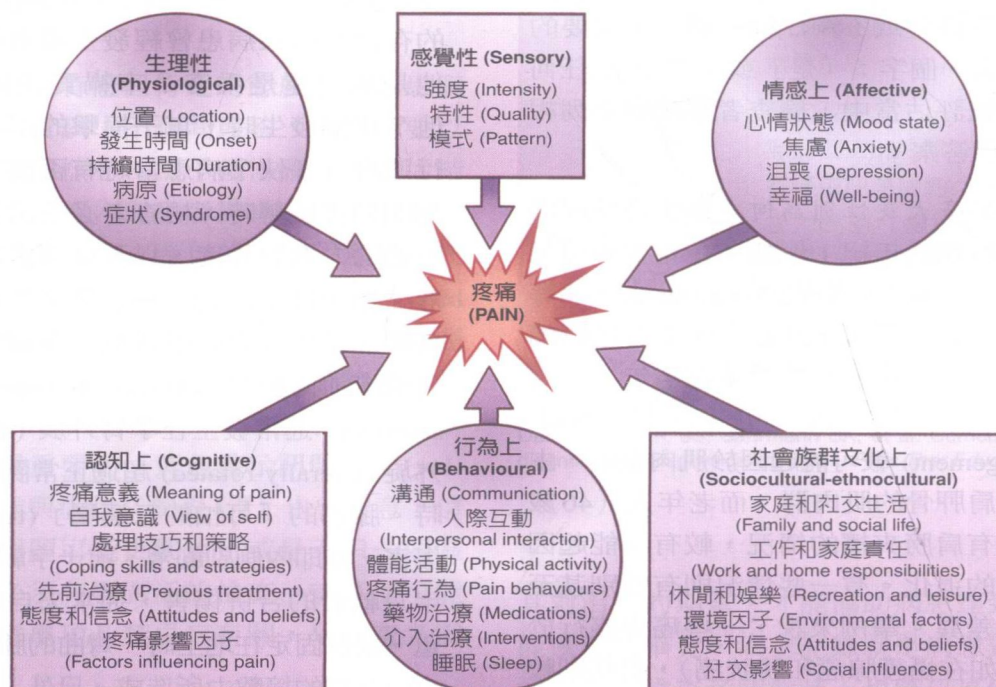 生理性
(Physiological)
位置 (Location)
發生時間 (Onset)
持續時間 (Duration)
病原 (Etiology)
症狀 (Syndrome)
感覺性 (Sensory)
強度 (Intensity)
特性 (Quality)
模式 (Pattern)
情感上 (Affective)
心情狀態 (Mood state)
焦慮 (Anxiety)
沮喪 (Depression)
幸福 (Well-being)
疼痛
(PAIN)
認知上 (Cognitive)
疼痛意義 (Meaning of pain)
自我意識 (View of self)
處理技巧和策略
(Coping skills and strategies)
先前治療 (Previous treatment)
態度和信念 (Attitudes and beliefs)
疼痛影響因子
(Factors influencing pain)
行為上
(Behavioural)
溝通 (Communication)
人際互動
(Interpersonal interaction)
體能活動 (Physical activity)
疼痛行為 (Pain behaviours)
藥物治療 (Medications)
介入治療 (Interventions)
睡眠 (Sleep)
社會族群文化上
(Sociocultural-ethnocultural)
家庭和社交生活
(Family and social life)
工作和家庭責任
(Work and home responsibilities)
休閒和娛樂 (Recreation and leisure)
環境因子 (Environmental factors)
態度和信念 (Attitudes and beliefs)
社交影響 (Social influences)